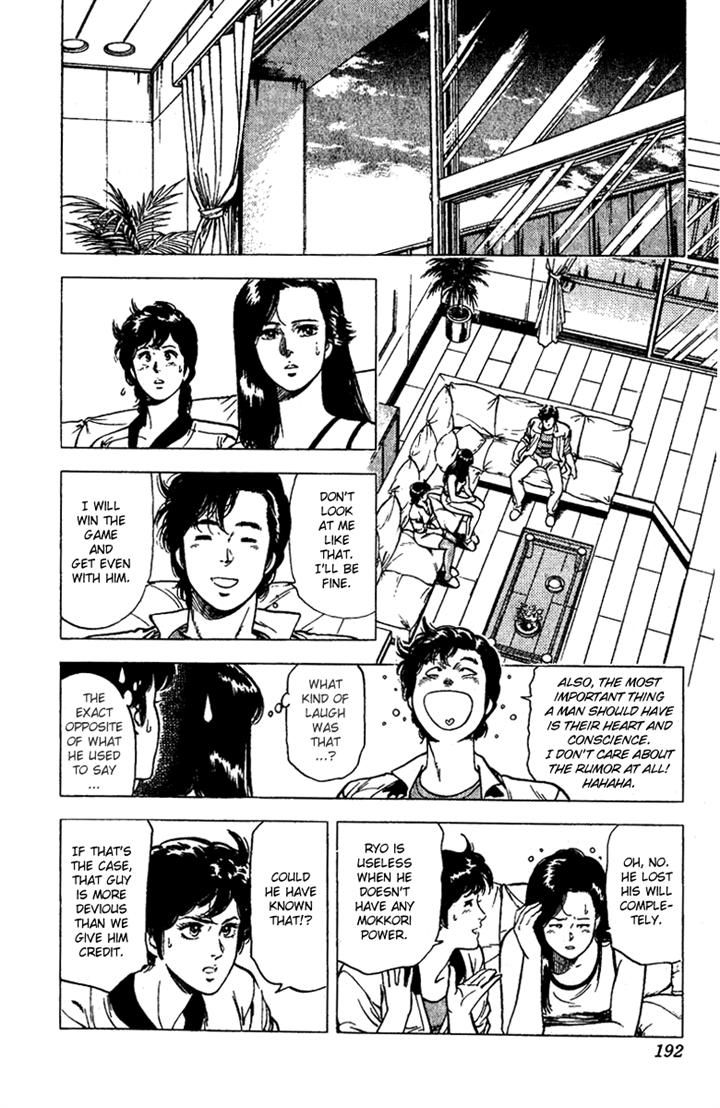 DON'T
LOOK
AT ME
LIKE
THAT.
I'LL BE
FINE.
I WILL
WIN THE
GAME
AND
GET EVEN
WITH HIM.
ALSO, THE MOST
IMPORTANT THING
A MAN SHOULD HAVE
IS THEIR HEART AND
CONSCIENCE.
I DON'T CARE ABOUT
THE RUMOR AT ALL!
HAHAHA.
WHAT
KIND OF
LAUGH
WAS
THAT
...?
THE
EXACT
OPPOSITE
OF WHAT
HE USED
TO SAY
...
OH, NO.
HE LOST
HIS WILL
COMPLE-
TELY.
RYO IS
USELESS
WHEN HE
DOESN'T
HAVE ANY
MOKKORI
POWER.
COULD
HE HAVE
KNOWN
THAT!?
IF THAT'S
THE CASE,
THAT GUY
IS MORE
DEVIOUS
THAN WE
GIVE HIM
CREDIT.
192